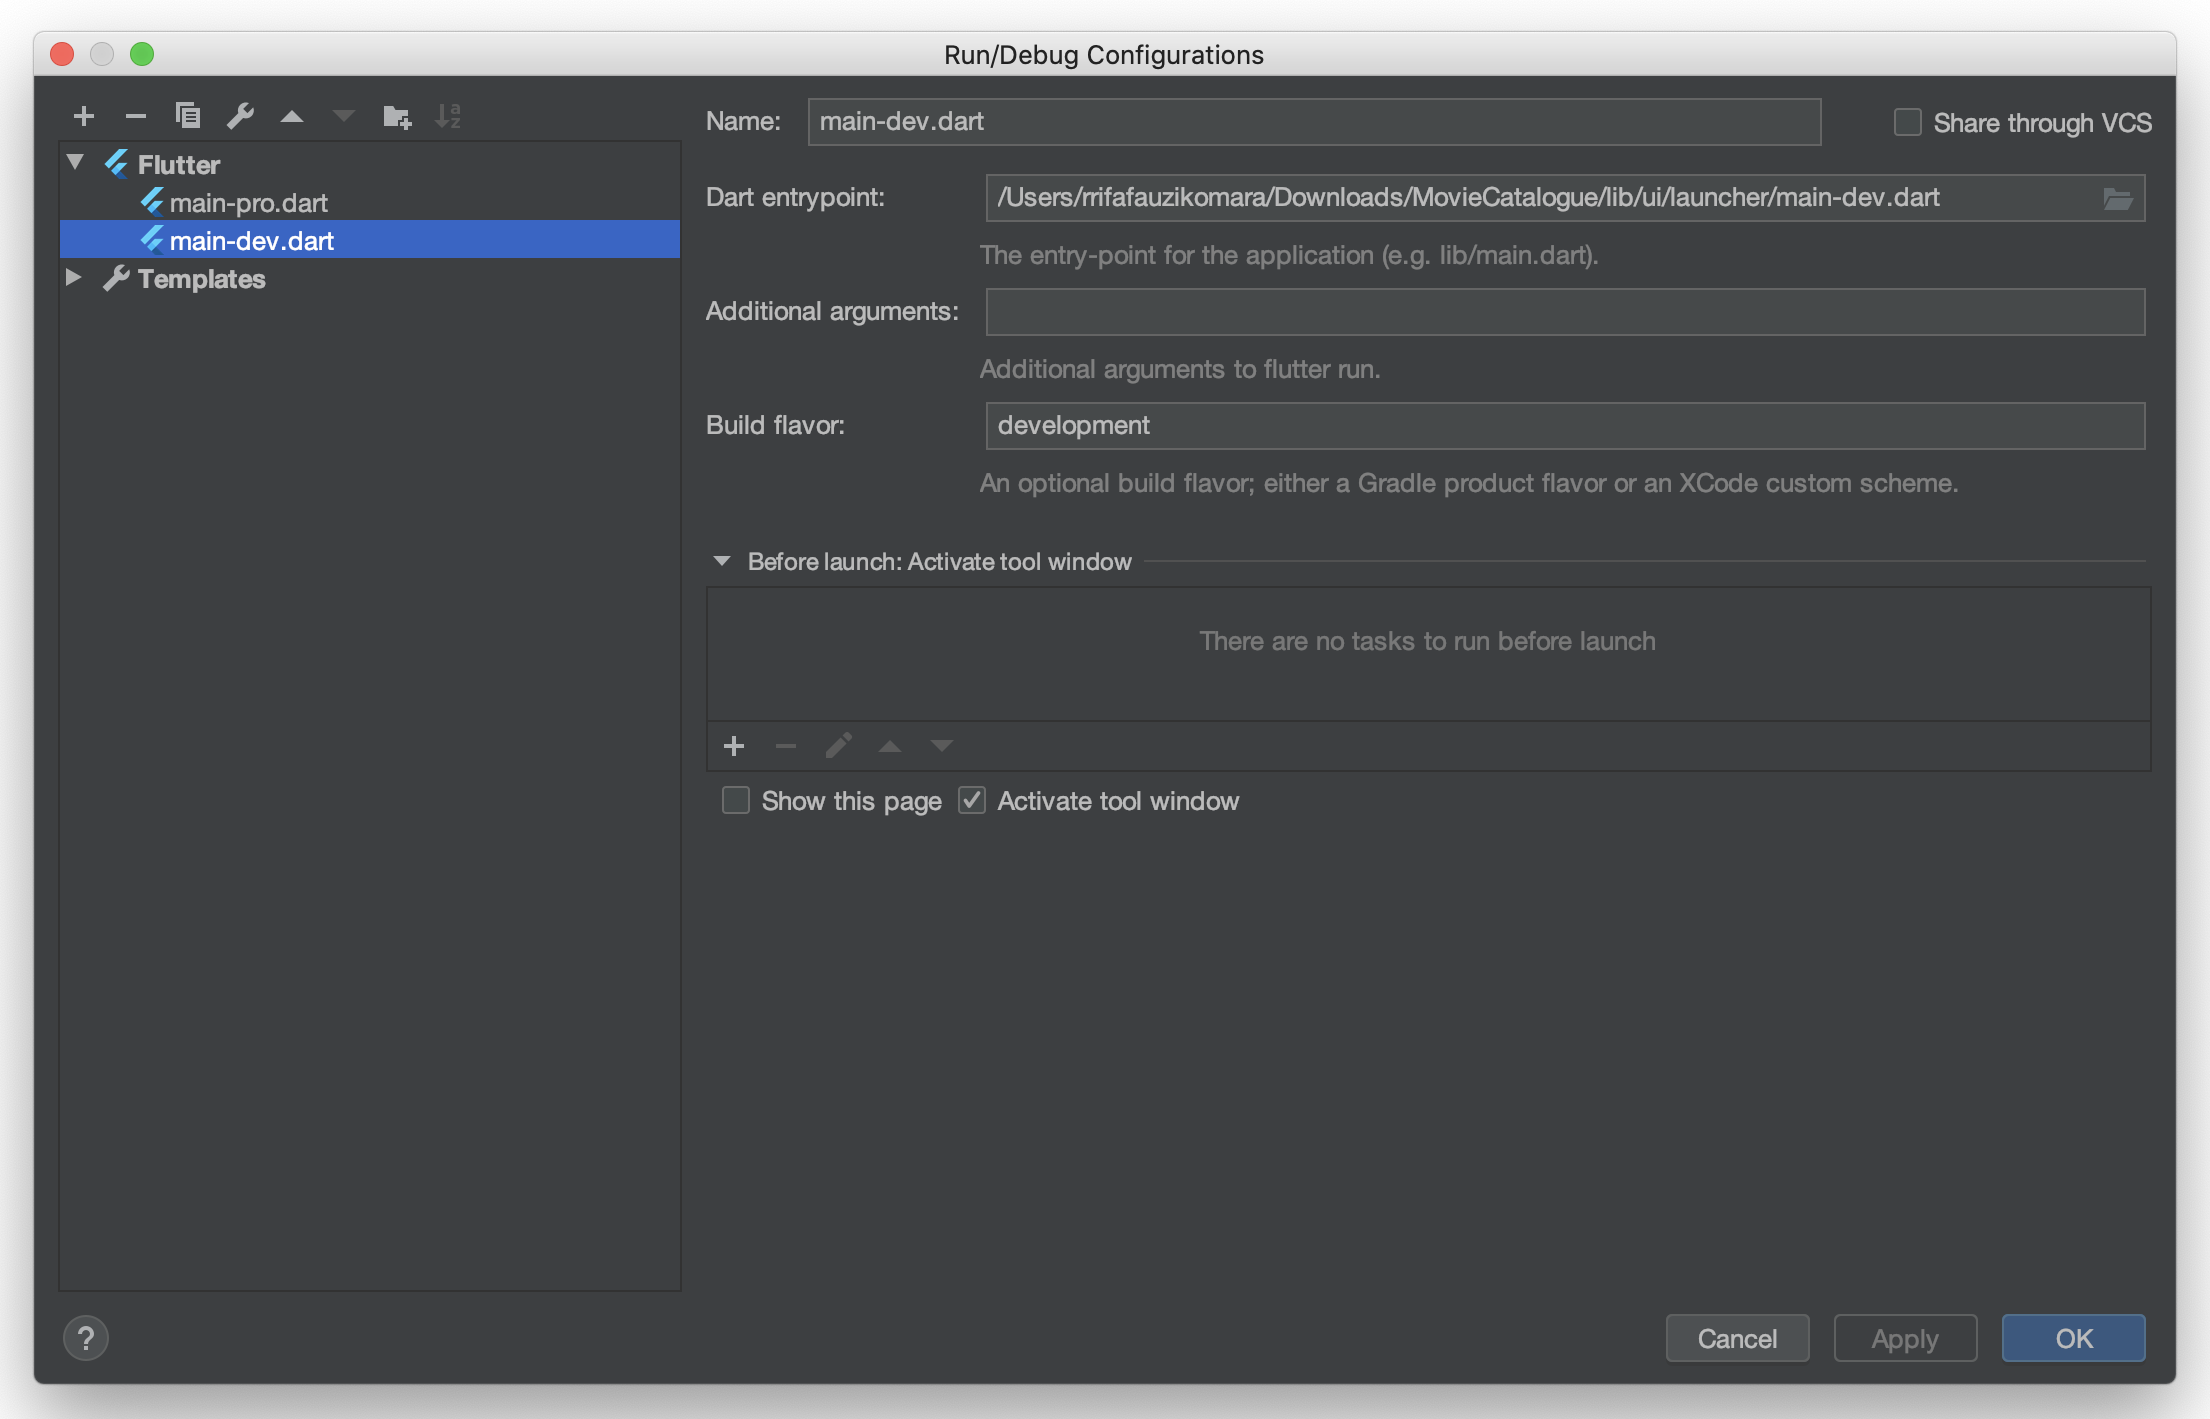 Run/Debug Configurations
Name: main-dev.dart Share through VCS
Flutter
main-pro.dart
main-dev.dart
Templates
Dart entrypoint: /Users/rrifafauzikomara/Downloads/MovieCatalogue/lib/ui/launcher/main-dev.dart
The entry-point for the application (e.g. lib/main.dart).
Additional arguments:
Additional arguments to flutter run.
Build flavor: development
An optional build flavor; either a Gradle product flavor or an XCode custom scheme.
Before launch: Activate tool window
There are no tasks to run before launch
Show this page Activate tool window
? Cancel Apply OK